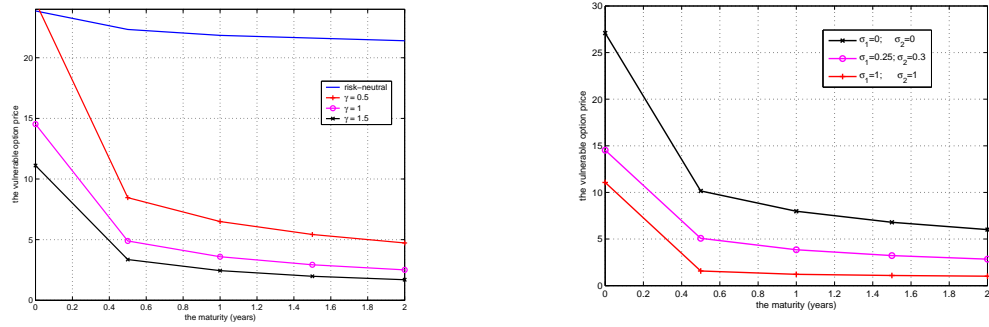 the vulnerable option price
20
15
10
5
0
0 0.2 0.4 0.6 0.8 1 1.2 1.4 1.6 1.8 2
the maturity (years)
risk−neutral
γ = 0.5
γ = 1
γ = 1.5
the vulnerable option price
30
25
20
15
10
5
0
0 0.2 0.4 0.6 0.8 1 1.2 1.4 1.6 1.8 2
the maturity (years)
σ1=0; σ2=0
σ1=0.25; σ2=0.3
σ1=1; σ2=1